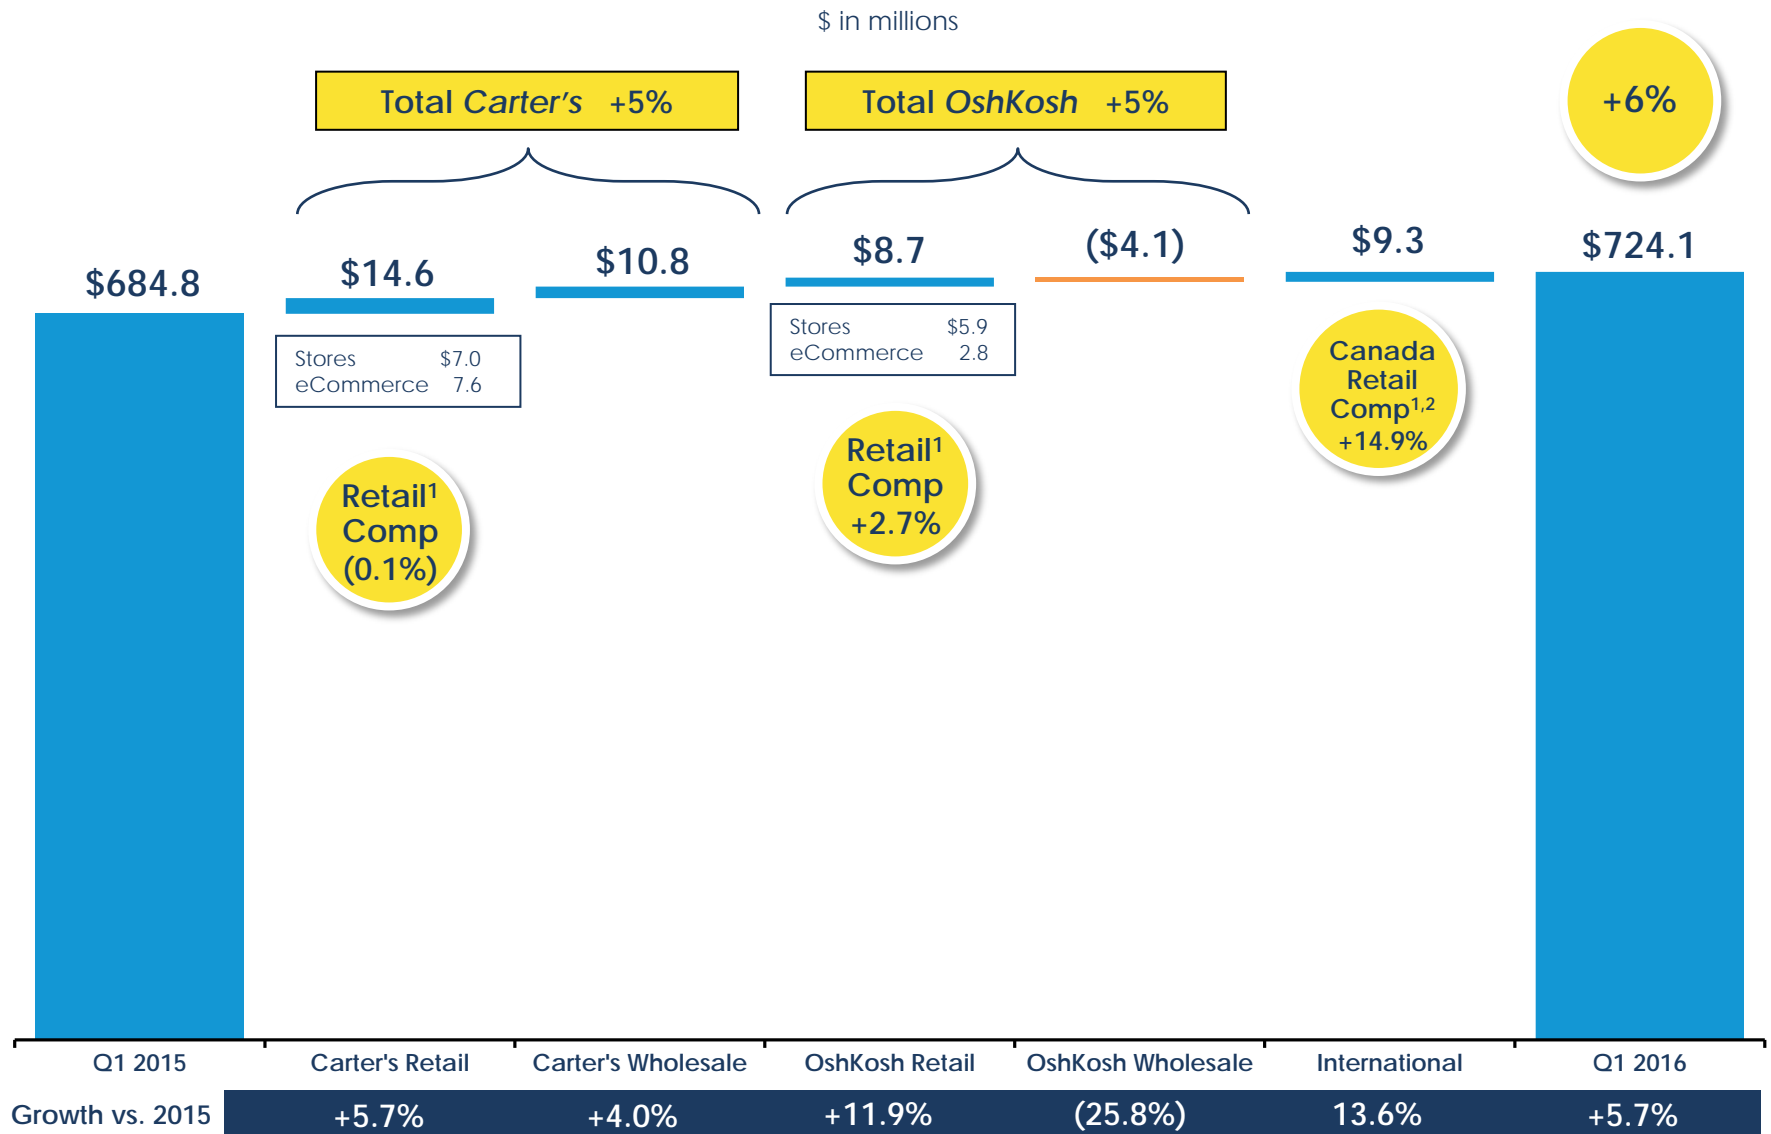 $ in millions
Total Carter's +5%
Total OshKosh +5%
+6%
$684.8
$14.6
$10.8
$8.7
($4.1)
$9.3
$724.1
Stores $7.0
eCommerce 7.6
Stores $5.9
eCommerce 2.8
Retail¹
Comp
(0.1%)
Retail¹
Comp
+2.7%
Canada
Retail
Comp¹,²
+14.9%
Q1 2015 Carter's Retail Carter's Wholesale OshKosh Retail OshKosh Wholesale International Q1 2016
Growth vs. 2015 +5.7% +4.0% +11.9% (25.8%) 13.6% +5.7%